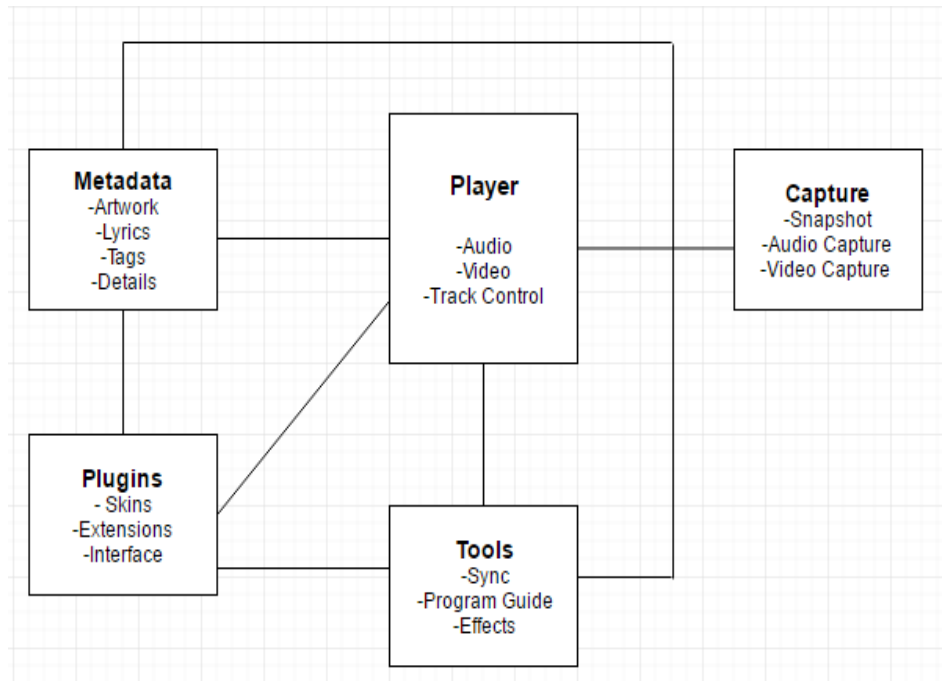 Metadata
-Artwork
-Lyrics
-Tags
-Details
Player
-Audio
-Video
-Track Control
Capture
-Snapshot
-Audio Capture
-Video Capture
Plugins
- Skins
-Extensions
-Interface
Tools
-Sync
-Program Guide
-Effects